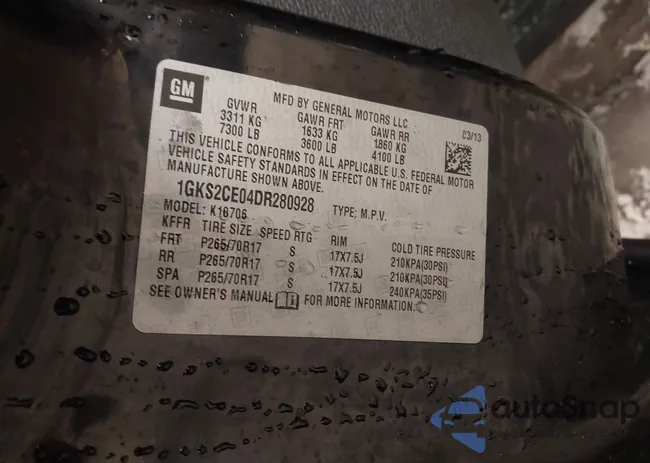 GM
MFD BY GENERAL MOTORS LLC
03/13
GVWR GAWR FRT GAWR RR
3311 KG 1633 KG 1860 KG
7300 LB 3600 LB 4100 LB
THIS VEHICLE CONFORMS TO ALL APPLICABLE U.S. FEDERAL MOTOR
VEHICLE SAFETY STANDARDS IN EFFECT ON THE DATE OF
MANUFACTURE SHOWN ABOVE.
1GKS2CE04DR280928
TYPE: M.P.V.
MODEL: K10706
KFFR TIRE SIZE SPEED RTG RIM COLD TIRE PRESSURE
FRT P265/70R17 S 17X7.5J 210KPA(30PSI)
RR P265/70R17 S 17X7.5J 210KPA(30PSI)
SPA P265/70R17 S 17X7.5J 240KPA(35PSI)
SEE OWNER'S MANUAL FOR MORE INFORMATION.
autoSnap